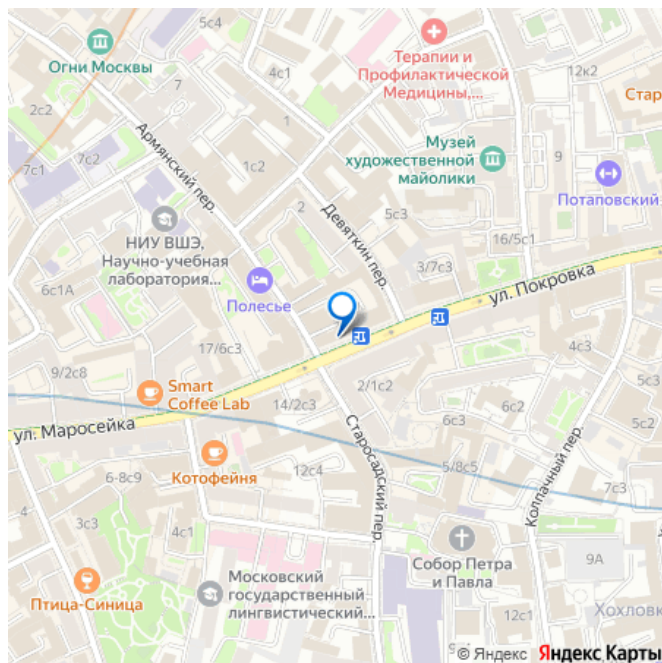 Огни Москвы
4с1
Терапии и
Профилактической
Медицины,...
12к2
Стар
2с2
7
1
Музей
художественной
майолики
9
7с1
7с2
Армянский пер.
1с2
Потаповский
2
Девяткин пер.
5с3
16/5с1
НИУ ВШЭ,
Научно-учебная
лаборатория...
3/7с3
ул. Покровка
6с1А
Полесье
17/6с3
4с3
9/2с8
Smart
Coffee Lab
2/1с2
14/2с3
6с3
6с2
5с2
ул. Маросейка
Старосадский пер.
Колпачный пер.
Котофейня
12с4
5/8с5
6-8с9
7с3
3с3
4с1
Собор Петра
и Павла
9А
Птица-Синица
Московский
государственный
лингвистический...
12с1
Хохловк
© Яндекс Яндекс Карты